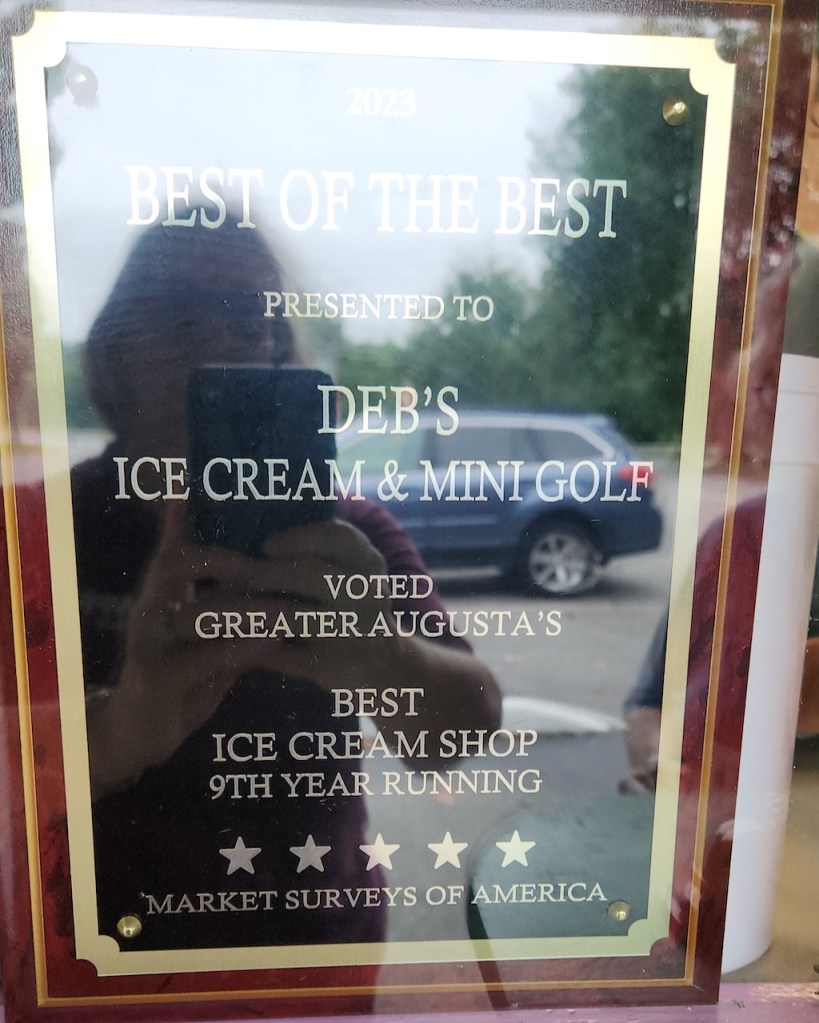 2023
BEST OF THE BEST
PRESENTED TO
DEB'S
ICE CREAM & MINI GOLF
VOTED
GREATER AUGUSTA'S
BEST
ICE CREAM SHOP
9TH YEAR RUNNING
MARKET SURVEYS OF AMERICA